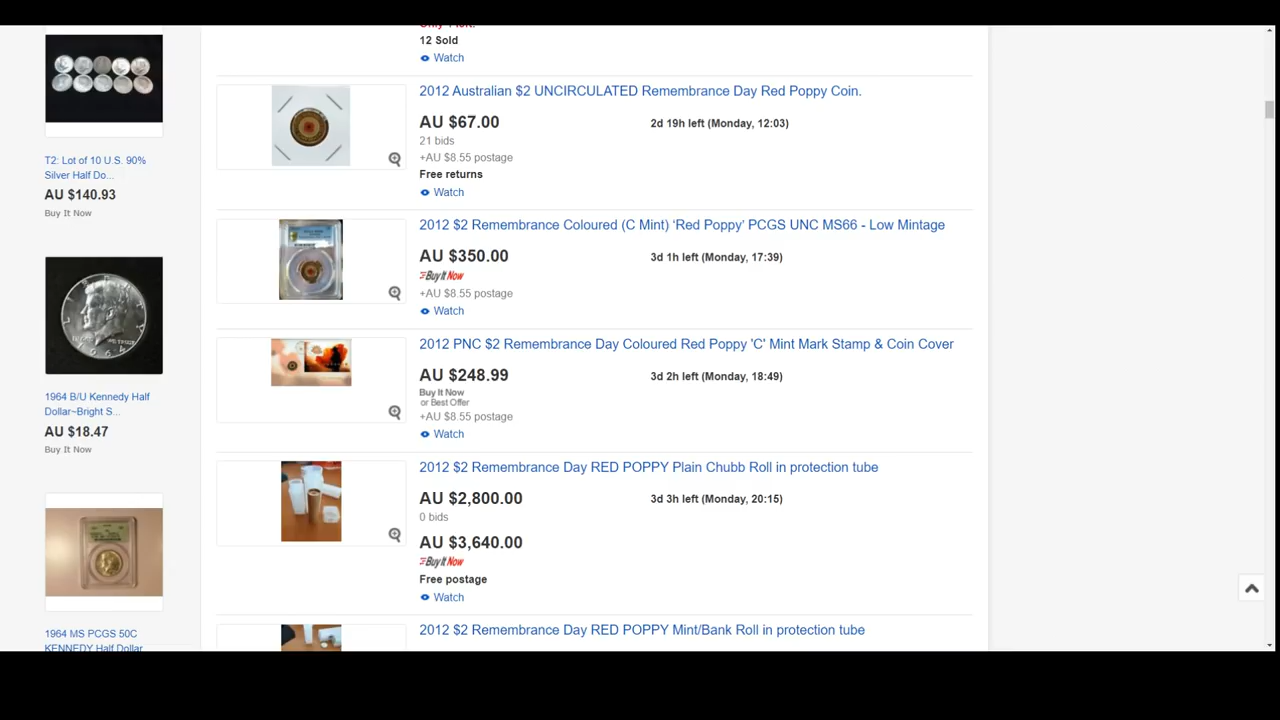 T2: Lot of 10 U.S. 90%
Silver Half Do...
AU $140.93
Buy It Now
1964 B/U Kennedy Half
Dollar~Bright S...
AU $18.47
Buy It Now
1964 MS PCGS 50C
KENNEDY Half Dollar
12 Sold
Watch
2012 Australian $2 UNCIRCULATED Remembrance Day Red Poppy Coin.
AU $67.00
2d 19h left (Monday, 12:03)
21 bids
+AU $8.55 postage
Free returns
Watch
2012 $2 Remembrance Coloured (C Mint) ‘Red Poppy’ PCGS UNC MS66 - Low Mintage
AU $350.00
3d 1h left (Monday, 17:39)
Buy It Now
+AU $8.55 postage
Watch
2012 PNC $2 Remembrance Day Coloured Red Poppy 'C' Mint Mark Stamp & Coin Cover
AU $248.99
3d 2h left (Monday, 18:49)
Buy It Now
or Best Offer
+AU $8.55 postage
Watch
2012 $2 Remembrance Day RED POPPY Plain Chubb Roll in protection tube
AU $2,800.00
3d 3h left (Monday, 20:15)
0 bids
AU $3,640.00
Buy It Now
Free postage
Watch
2012 $2 Remembrance Day RED POPPY Mint/Bank Roll in protection tube